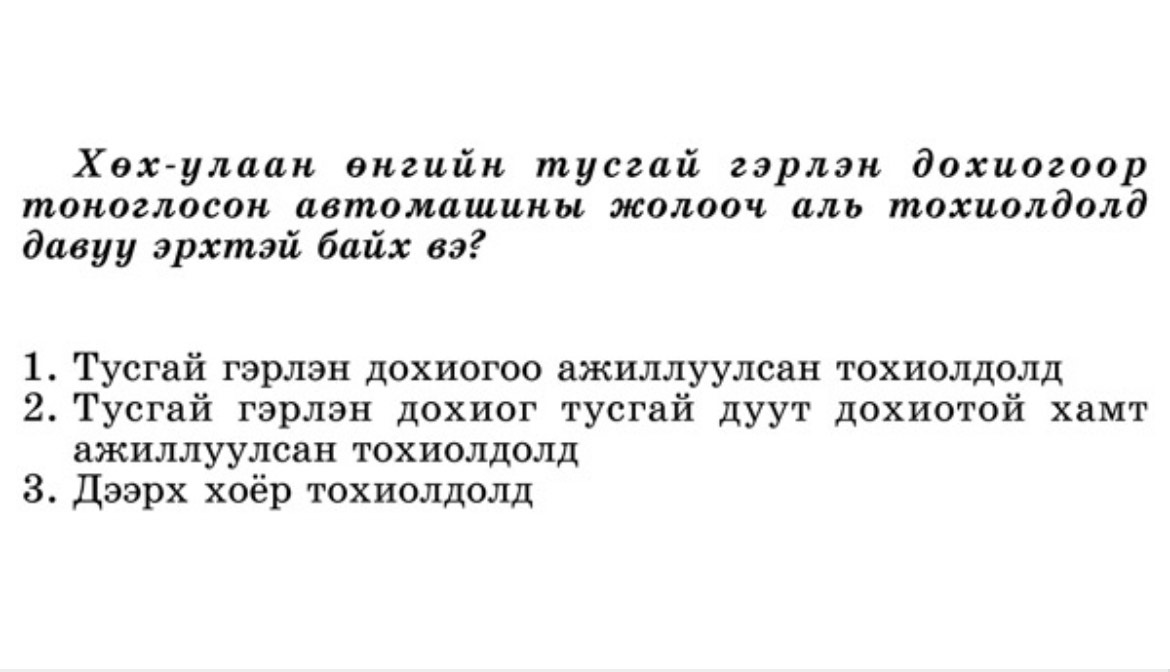 Хөх-улаан өнгийн тусгай гэрлэн дохиогоор
тоноглосон автомашины жолооч аль тохиолдолд
давуу эрхтэй байх вэ?
1. Тусгай гэрлэн дохиогоо ажиллуулсан тохиолдолд
2. Тусгай гэрлэн дохиог тусгай дуут дохиотой хамт
ажиллуулсан тохиолдолд
3. Дээрх хоёр тохиолдолд